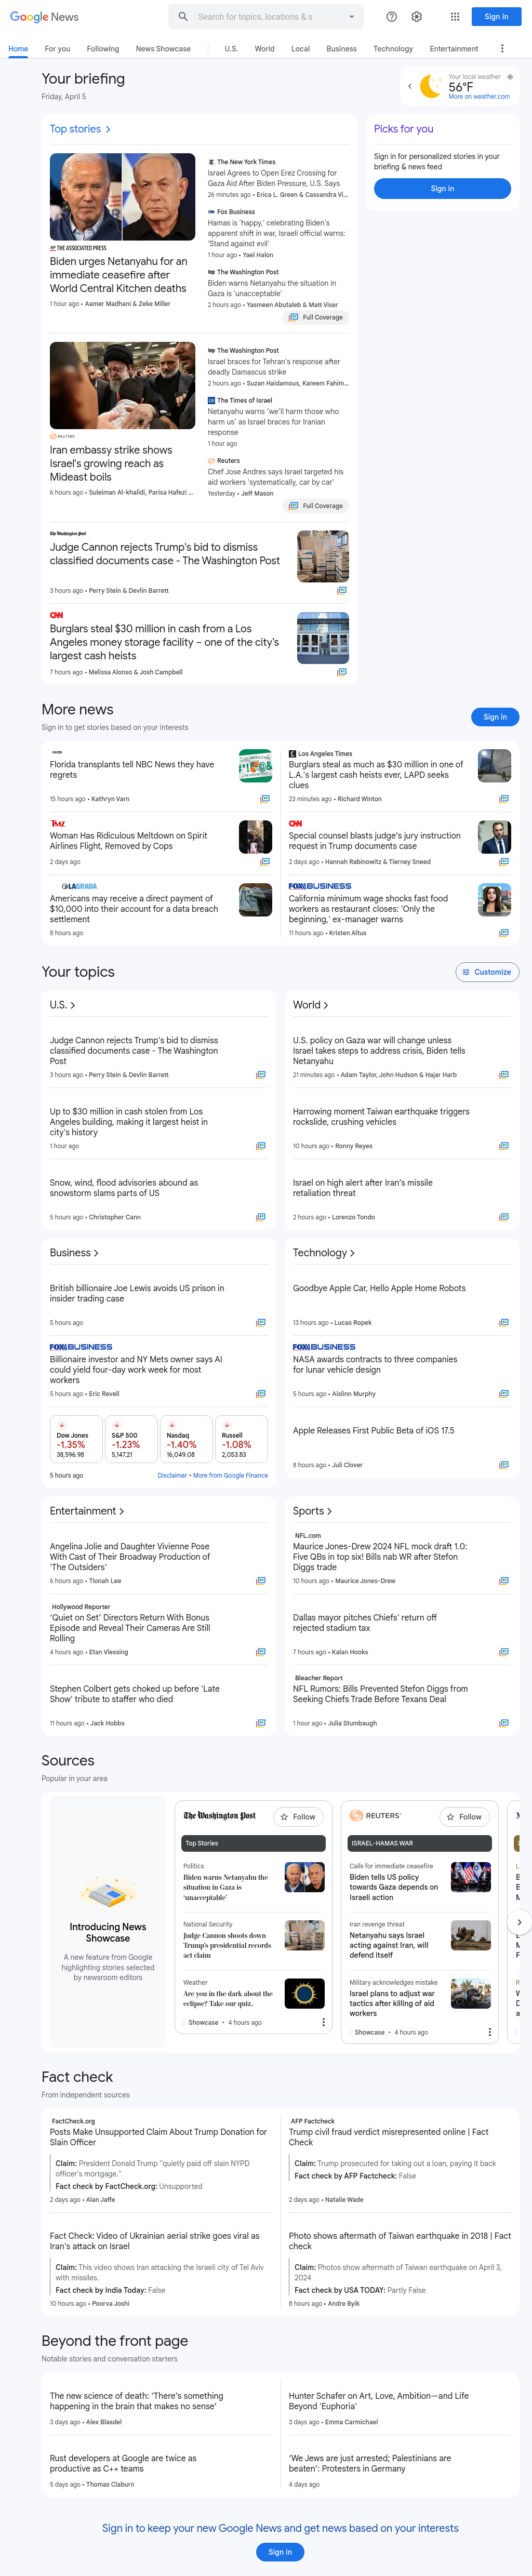 Google News
Search for topics, locations & s
Sign in
Home
For you
Following
News Showcase
U.S.
World
Local
Business
Technology
Entertainment
Your briefing
Friday, April 5
Your local weather
56°F
More on weather.com
Top stories
THE ASSOCIATED PRESS
Biden urges Netanyahu for an
immediate ceasefire after
World Central Kitchen deaths
1 hour ago • Aamer Madhani & Zeke Miller
The New York Times
Israel Agrees to Open Erez Crossing for
Gaza Aid After Biden Pressure, U.S. Says
26 minutes ago • Erica L. Green & Cassandra Vi...
Fox Business
Hamas is 'happy,' celebrating Biden's
apparent shift in war, Israeli official warns:
'Stand against evil'
1 hour ago • Yael Halon
The Washington Post
Biden warns Netanyahu the situation in
Gaza is 'unacceptable'
2 hours ago • Yasmeen Abutaleb & Matt Viser
Full Coverage
REUTERS
Iran embassy strike shows
Israel's growing reach as
Mideast boils
6 hours ago • Suleiman Al-khalidi, Parisa Hafezi ...
The Washington Post
Israel braces for Tehran's response after
deadly Damascus strike
2 hours ago • Suzan Haidamous, Kareem Fahim...
The Times of Israel
Netanyahu warns 'we'll harm those who
harm us' as Israel braces for Iranian
response
1 hour ago
Reuters
Chef Jose Andres says Israel targeted his
aid workers 'systematically, car by car'
Yesterday • Jeff Mason
Full Coverage
The Washington Post
Judge Cannon rejects Trump's bid to dismiss
classified documents case - The Washington Post
3 hours ago • Perry Stein & Devlin Barrett
CNN
Burglars steal $30 million in cash from a Los
Angeles money storage facility – one of the city's
largest cash heists
7 hours ago • Melissa Alonso & Josh Campbell
Picks for you
Sign in for personalized stories in your
briefing & news feed
Sign in
More news
Sign in to get stories based on your interests
Sign in
Florida transplants tell NBC News they have
regrets
15 hours ago • Kathryn Varn
Los Angeles Times
Burglars steal as much as $30 million in one of
L.A.'s largest cash heists ever, LAPD seeks
clues
23 minutes ago • Richard Winton
TMZ
Woman Has Ridiculous Meltdown on Spirit
Airlines Flight, Removed by Cops
2 days ago
CNN
Special counsel blasts judge's jury instruction
request in Trump documents case
2 days ago • Hannah Rabinowitz & Tierney Sneed
LAGRADA
Americans may receive a direct payment of
$10,000 into their account for a data breach
settlement
8 hours ago
FOX BUSINESS
California minimum wage shocks fast food
workers as restaurant closes: 'Only the
beginning,' ex-manager warns
11 hours ago • Kristen Altus
Your topics
Customize
U.S.
Judge Cannon rejects Trump's bid to dismiss
classified documents case - The Washington
Post
3 hours ago • Perry Stein & Devlin Barrett
Up to $30 million in cash stolen from Los
Angeles building, making it largest heist in
city's history
1 hour ago
Snow, wind, flood advisories abound as
snowstorm slams parts of US
5 hours ago • Christopher Cann
World
U.S. policy on Gaza war will change unless
Israel takes steps to address crisis, Biden tells
Netanyahu
21 minutes ago • Adam Taylor, John Hudson & Hajar Harb
Harrowing moment Taiwan earthquake triggers
rockslide, crushing vehicles
10 hours ago • Ronny Reyes
Israel on high alert after Iran's missile
retaliation threat
2 hours ago • Lorenzo Tondo
Business
British billionaire Joe Lewis avoids US prison in
insider trading case
5 hours ago
FOX BUSINESS
Billionaire investor and NY Mets owner says AI
could yield four-day work week for most
workers
5 hours ago • Eric Revell
Dow Jones
-1.35%
38,596.98
S&P 500
-1.23%
5,147.21
Nasdaq
-1.40%
16,049.08
Russell
-1.08%
2,053.83
5 hours ago
Disclaimer • More from Google Finance
Technology
Goodbye Apple Car, Hello Apple Home Robots
13 hours ago • Lucas Ropek
FOX BUSINESS
NASA awards contracts to three companies
for lunar vehicle design
5 hours ago • Aislinn Murphy
Apple Releases First Public Beta of iOS 17.5
8 hours ago • Juli Clover
Entertainment
Angelina Jolie and Daughter Vivienne Pose
With Cast of Their Broadway Production of
'The Outsiders'
6 hours ago • Tionah Lee
Hollywood Reporter
'Quiet on Set' Directors Return With Bonus
Episode and Reveal Their Cameras Are Still
Rolling
4 hours ago • Etan Vlessing
Stephen Colbert gets choked up before 'Late
Show' tribute to staffer who died
11 hours ago • Jack Hobbs
Sports
NFL.com
Maurice Jones-Drew 2024 NFL mock draft 1.0:
Five QBs in top six! Bills nab WR after Stefon
Diggs trade
10 hours ago • Maurice Jones-Drew
Dallas mayor pitches Chiefs' return off
rejected stadium tax
7 hours ago • Kalan Hooks
Bleacher Report
NFL Rumors: Bills Prevented Stefon Diggs from
Seeking Chiefs Trade Before Texans Deal
1 hour ago • Julia Stumbaugh
Sources
Popular in your area
Introducing News
Showcase
A new feature from Google
highlighting stories selected
by newsroom editors
The Washington Post
Follow
Top Stories
Politics
Biden warns Netanyahu the
situation in Gaza is
'unacceptable'
National Security
Judge Cannon shoots down
Trump's presidential records
act claim
Weather
Are you in the dark about the
eclipse? Take our quiz.
Showcase • 4 hours ago
REUTERS
Follow
ISRAEL-HAMAS WAR
Calls for immediate ceasefire
Biden tells US policy
towards Gaza depends on
Israeli action
Iran revenge threat
Netanyahu says Israel
acting against Iran, will
defend itself
Military acknowledges mistake
Israel plans to adjust war
tactics after killing of aid
workers
Showcase • 4 hours ago
Fact check
From independent sources
FactCheck.org
Posts Make Unsupported Claim About Trump Donation for
Slain Officer
Claim: President Donald Trump "quietly paid off slain NYPD
officer's mortgage."
Fact check by FactCheck.org: Unsupported
2 days ago • Alan Jaffe
AFP Factcheck
Trump civil fraud verdict misrepresented online | Fact
Check
Claim: Trump prosecuted for taking out a loan, paying it back
Fact check by AFP Factcheck: False
2 days ago • Natalie Wade
Fact Check: Video of Ukrainian aerial strike goes viral as
Iran's attack on Israel
Claim: This video shows Iran attacking the Israeli city of Tel Aviv
with missiles.
Fact check by India Today: False
10 hours ago • Poorva Joshi
Photo shows aftermath of Taiwan earthquake in 2018 | Fact
check
Claim: Photos show aftermath of Taiwan earthquake on April 3,
2024
Fact check by USA TODAY: Partly False
8 hours ago • Andre Byik
Beyond the front page
Notable stories and conversation starters
The new science of death: 'There's something
happening in the brain that makes no sense'
3 days ago • Alex Blasdel
Hunter Schafer on Art, Love, Ambition—and Life
Beyond 'Euphoria'
3 days ago • Emma Carmichael
Rust developers at Google are twice as
productive as C++ teams
5 days ago • Thomas Claburn
'We Jews are just arrested; Palestinians are
beaten': Protesters in Germany
4 days ago
Sign in to keep your new Google News and get news based on your interests
Sign in